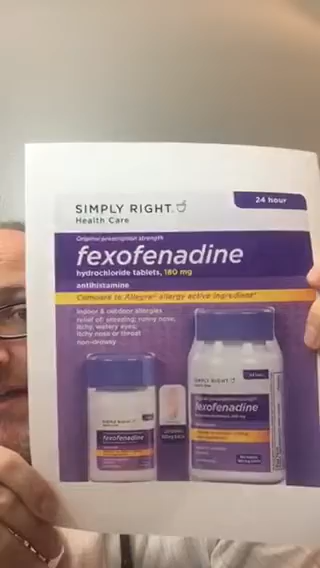 24 hour
SIMPLY RIGHT
Health Care
Original prescription strength
fexofenadine
hydrochloride tablets, 180 mg
antihistamine
Compare to Allegra® allergy active ingredient*
Indoor & outdoor allergies
relief of: sneezing; runny nose;
itchy, watery eyes;
itchy nose or throat
non-drowsy
SIMPLY RIGHT
fexofenadine
SIMPLY RIGHT
fexofenadine